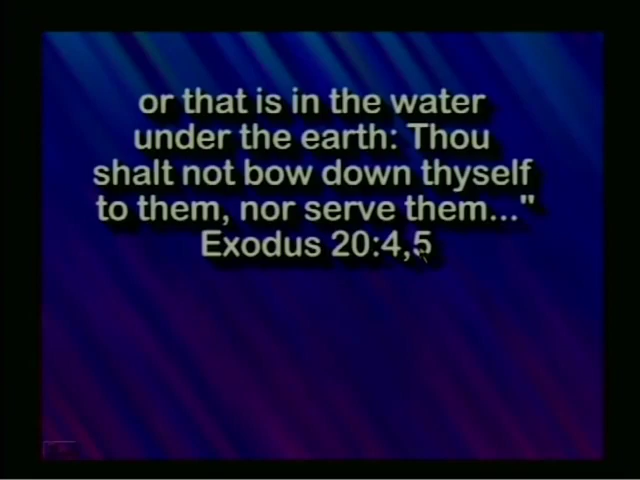 or that is in the water
under the earth: Thou
shalt not bow down thyself
to them, nor serve them..."
Exodus 20:4,5